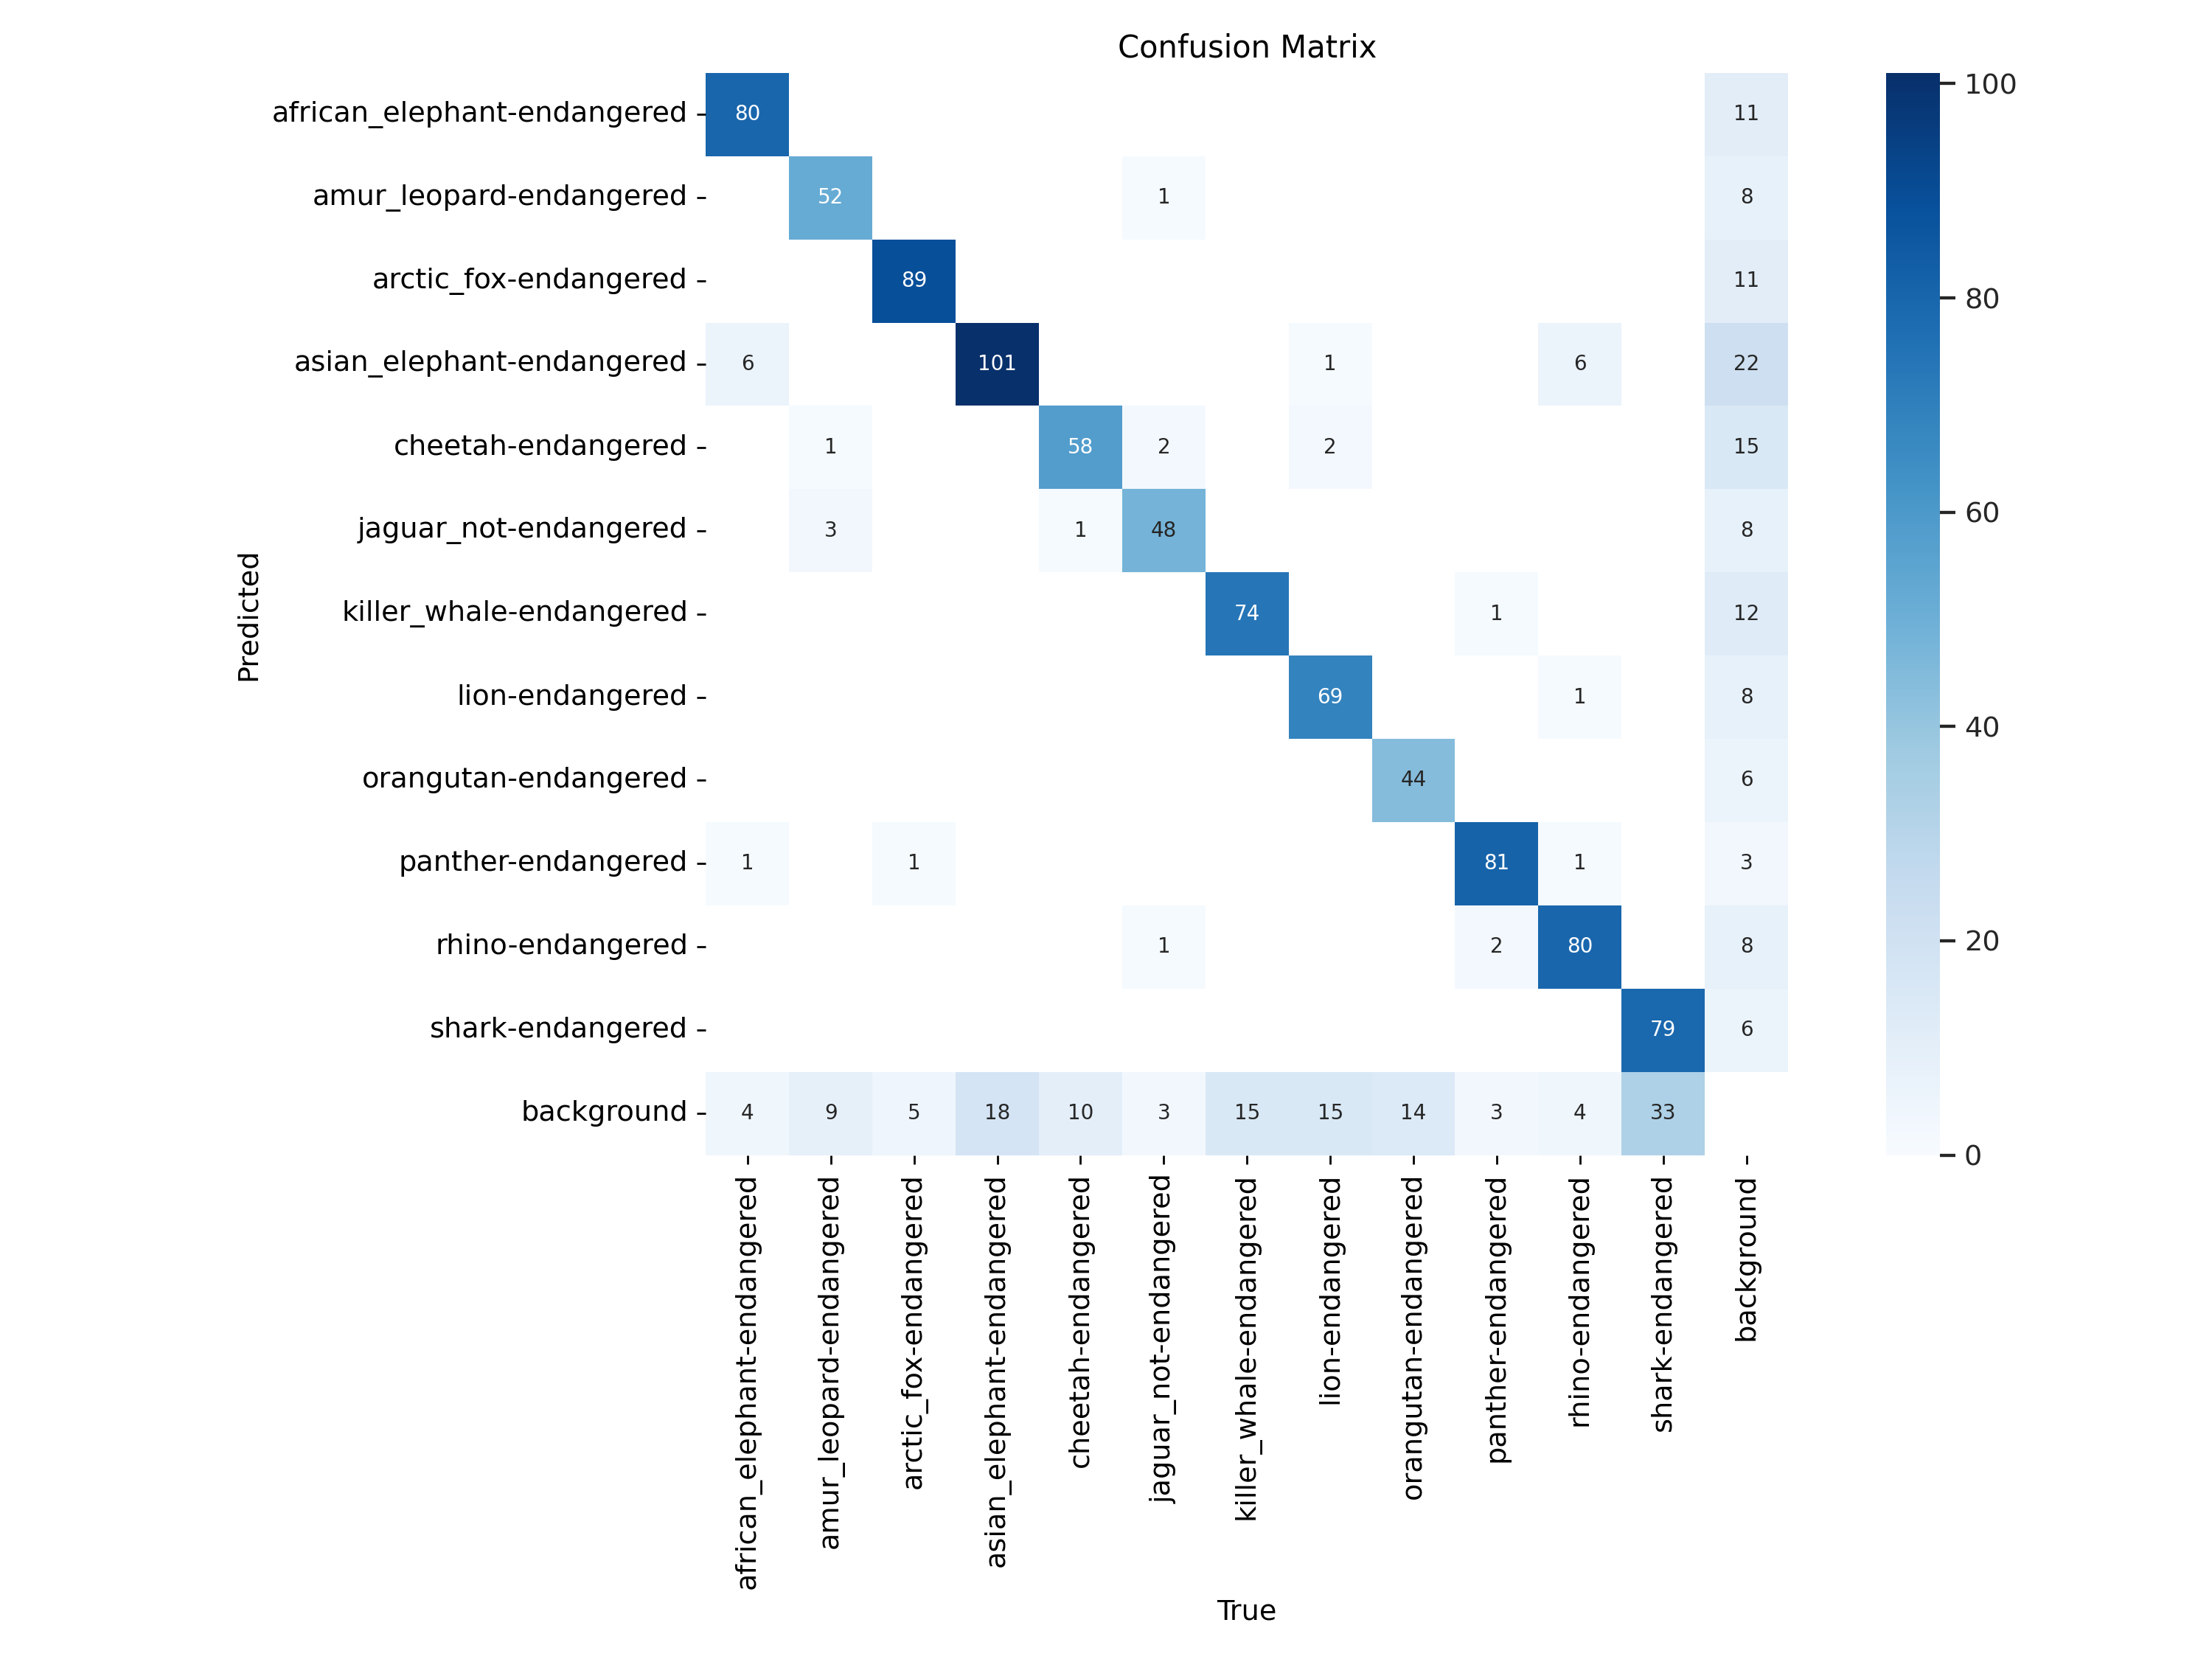 Confusion Matrix
african_elephant-endangered 80 11
amur_leopard-endangered 52 1 8
arctic_fox-endangered 89 11
asian_elephant-endangered 6 101 1 6 22
cheetah-endangered 1 58 2 2 15
jaguar_not-endangered 3 1 48 8
killer_whale-endangered 74 1 12
lion-endangered 69 1 8
orangutan-endangered 44 6
panther-endangered 1 1 81 1 3
rhino-endangered 1 2 80 8
shark-endangered 79 6
background 4 9 5 18 10 3 15 15 14 3 4 33
Predicted
african_elephant-endangered
amur_leopard-endangered
arctic_fox-endangered
asian_elephant-endangered
cheetah-endangered
jaguar_not-endangered
killer_whale-endangered
lion-endangered
orangutan-endangered
panther-endangered
rhino-endangered
shark-endangered
background
True
100
80
60
40
20
0